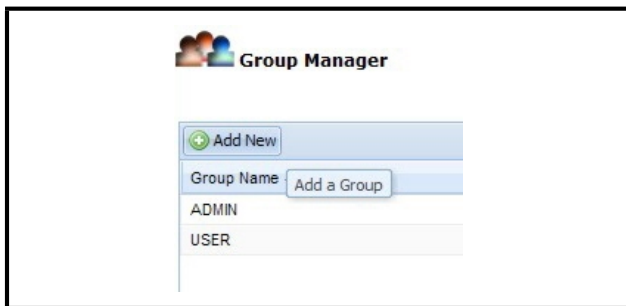 Group Manager
Add New
Group Name
Add a Group
ADMIN
USER